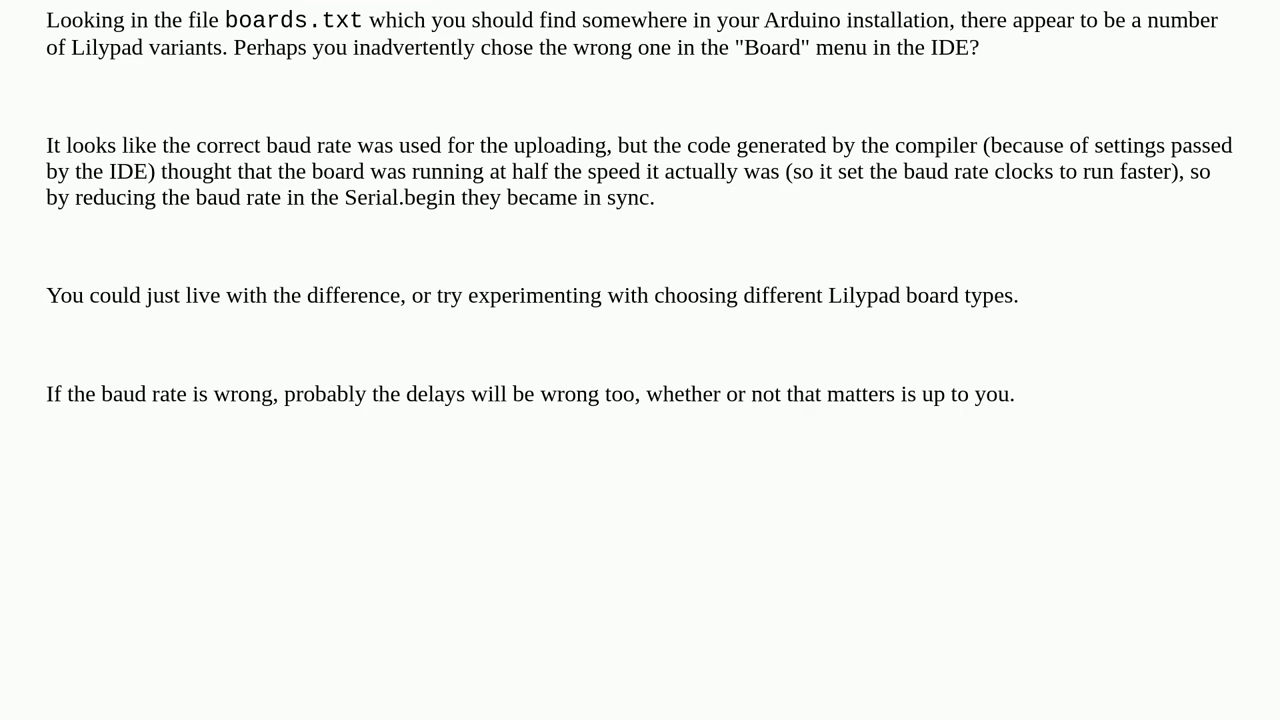 Looking in the file boards.txt which you should find somewhere in your Arduino installation, there appear to be a number
of Lilypad variants. Perhaps you inadvertently chose the wrong one in the "Board" menu in the IDE?
It looks like the correct baud rate was used for the uploading, but the code generated by the compiler (because of settings passed
by the IDE) thought that the board was running at half the speed it actually was (so it set the baud rate clocks to run faster), so
by reducing the baud rate in the Serial.begin they became in sync.
You could just live with the difference, or try experimenting with choosing different Lilypad board types.
If the baud rate is wrong, probably the delays will be wrong too, whether or not that matters is up to you.